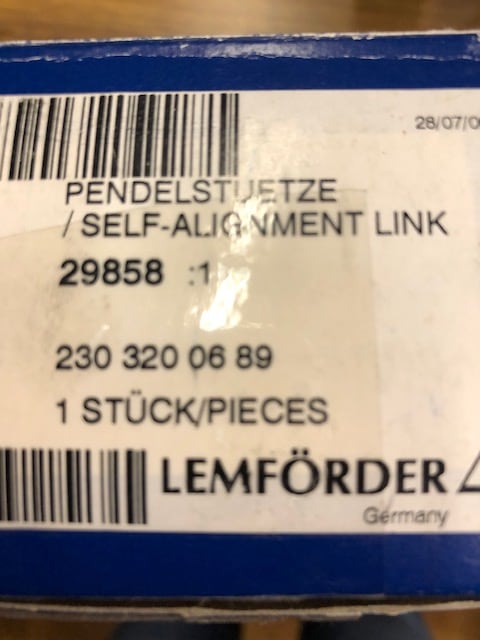 28/07/0
PENDELSTUETZE
/ SELF-ALIGNMENT LINK
29858 :1
230 320 06 89
1 STÜCK/PIECES
LEMFÖRDER
Germany